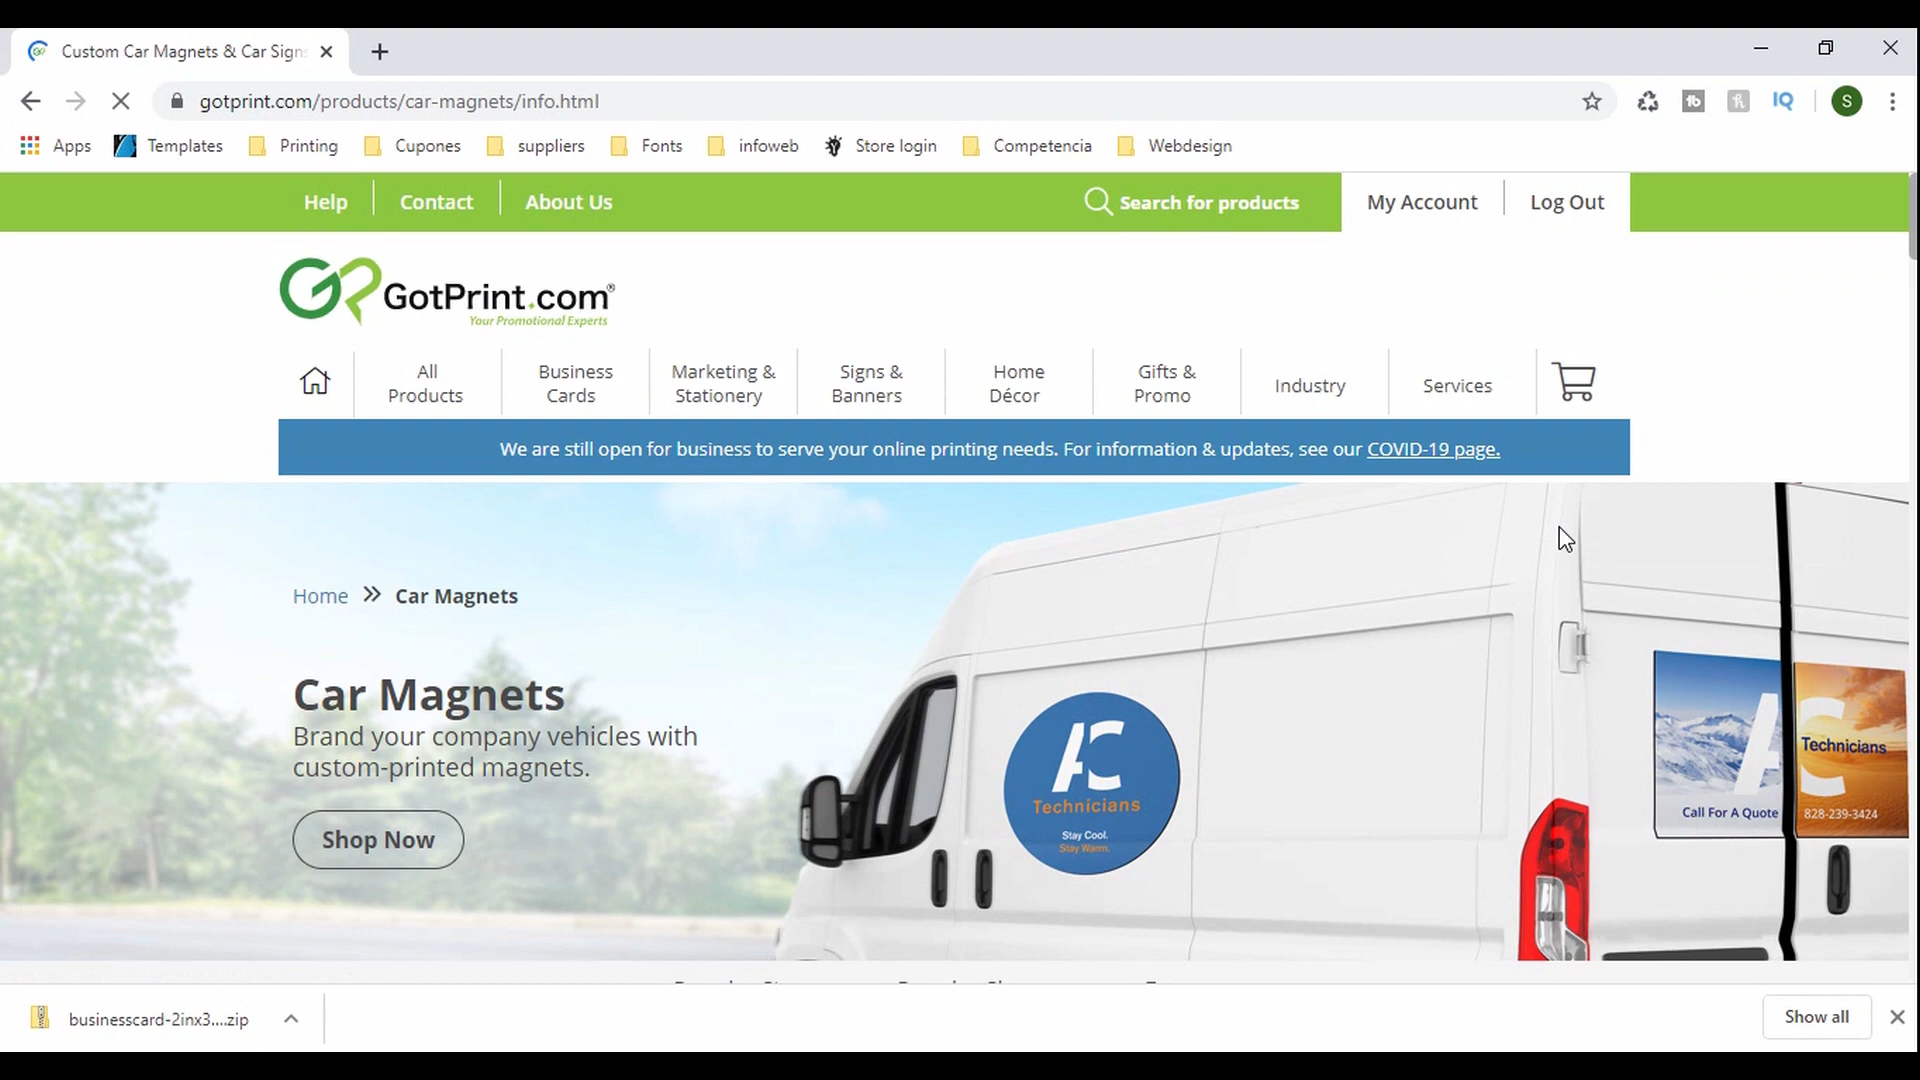 Custom Car Magnets & Car Signs
gotprint.com/products/car-magnets/info.html
S
Apps
Templates
Printing
Cupones
suppliers
Fonts
infoweb
Store login
Competencia
Webdesign
Help
Contact
About Us
Search for products
My Account
Log Out
GotPrint.com®
Your Promotional Experts
All Products
Business Cards
Marketing & Stationery
Signs & Banners
Home Décor
Gifts & Promo
Industry
Services
We are still open for business to serve your online printing needs. For information & updates, see our COVID-19 page.
Home » Car Magnets
Car Magnets
Brand your company vehicles with
custom-printed magnets.
Shop Now
AC
Technicians
Stay Cool.
Stay Warm.
AC
Technicians
Call For A Quote 828-239-3424
businesscard-2inx3....zip
Show all